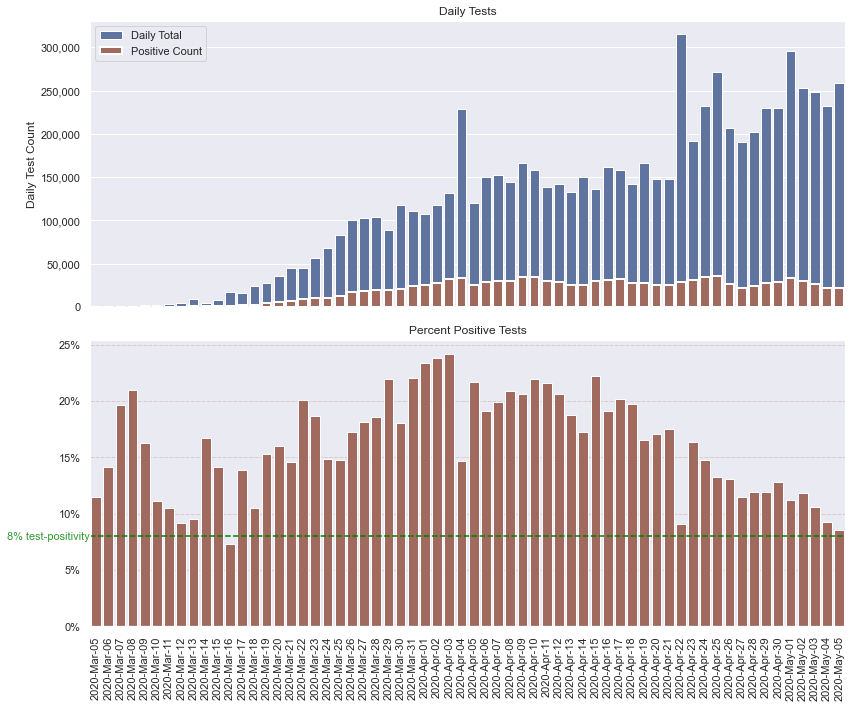 Daily Tests
Daily Total
Positive Count
300,000
250,000
200,000
150,000
100,000
50,000
0
Daily Test Count
Percent Positive Tests
25%
20%
15%
10%
8% test-positivity
5%
0%
2020-Mar-05
2020-Mar-06
2020-Mar-07
2020-Mar-08
2020-Mar-09
2020-Mar-10
2020-Mar-11
2020-Mar-12
2020-Mar-13
2020-Mar-14
2020-Mar-15
2020-Mar-16
2020-Mar-17
2020-Mar-18
2020-Mar-19
2020-Mar-20
2020-Mar-21
2020-Mar-22
2020-Mar-23
2020-Mar-24
2020-Mar-25
2020-Mar-26
2020-Mar-27
2020-Mar-28
2020-Mar-29
2020-Mar-30
2020-Mar-31
2020-Apr-01
2020-Apr-02
2020-Apr-03
2020-Apr-04
2020-Apr-05
2020-Apr-06
2020-Apr-07
2020-Apr-08
2020-Apr-09
2020-Apr-10
2020-Apr-11
2020-Apr-12
2020-Apr-13
2020-Apr-14
2020-Apr-15
2020-Apr-16
2020-Apr-17
2020-Apr-18
2020-Apr-19
2020-Apr-20
2020-Apr-21
2020-Apr-22
2020-Apr-23
2020-Apr-24
2020-Apr-25
2020-Apr-26
2020-Apr-27
2020-Apr-28
2020-Apr-29
2020-Apr-30
2020-May-01
2020-May-02
2020-May-03
2020-May-04
2020-May-05